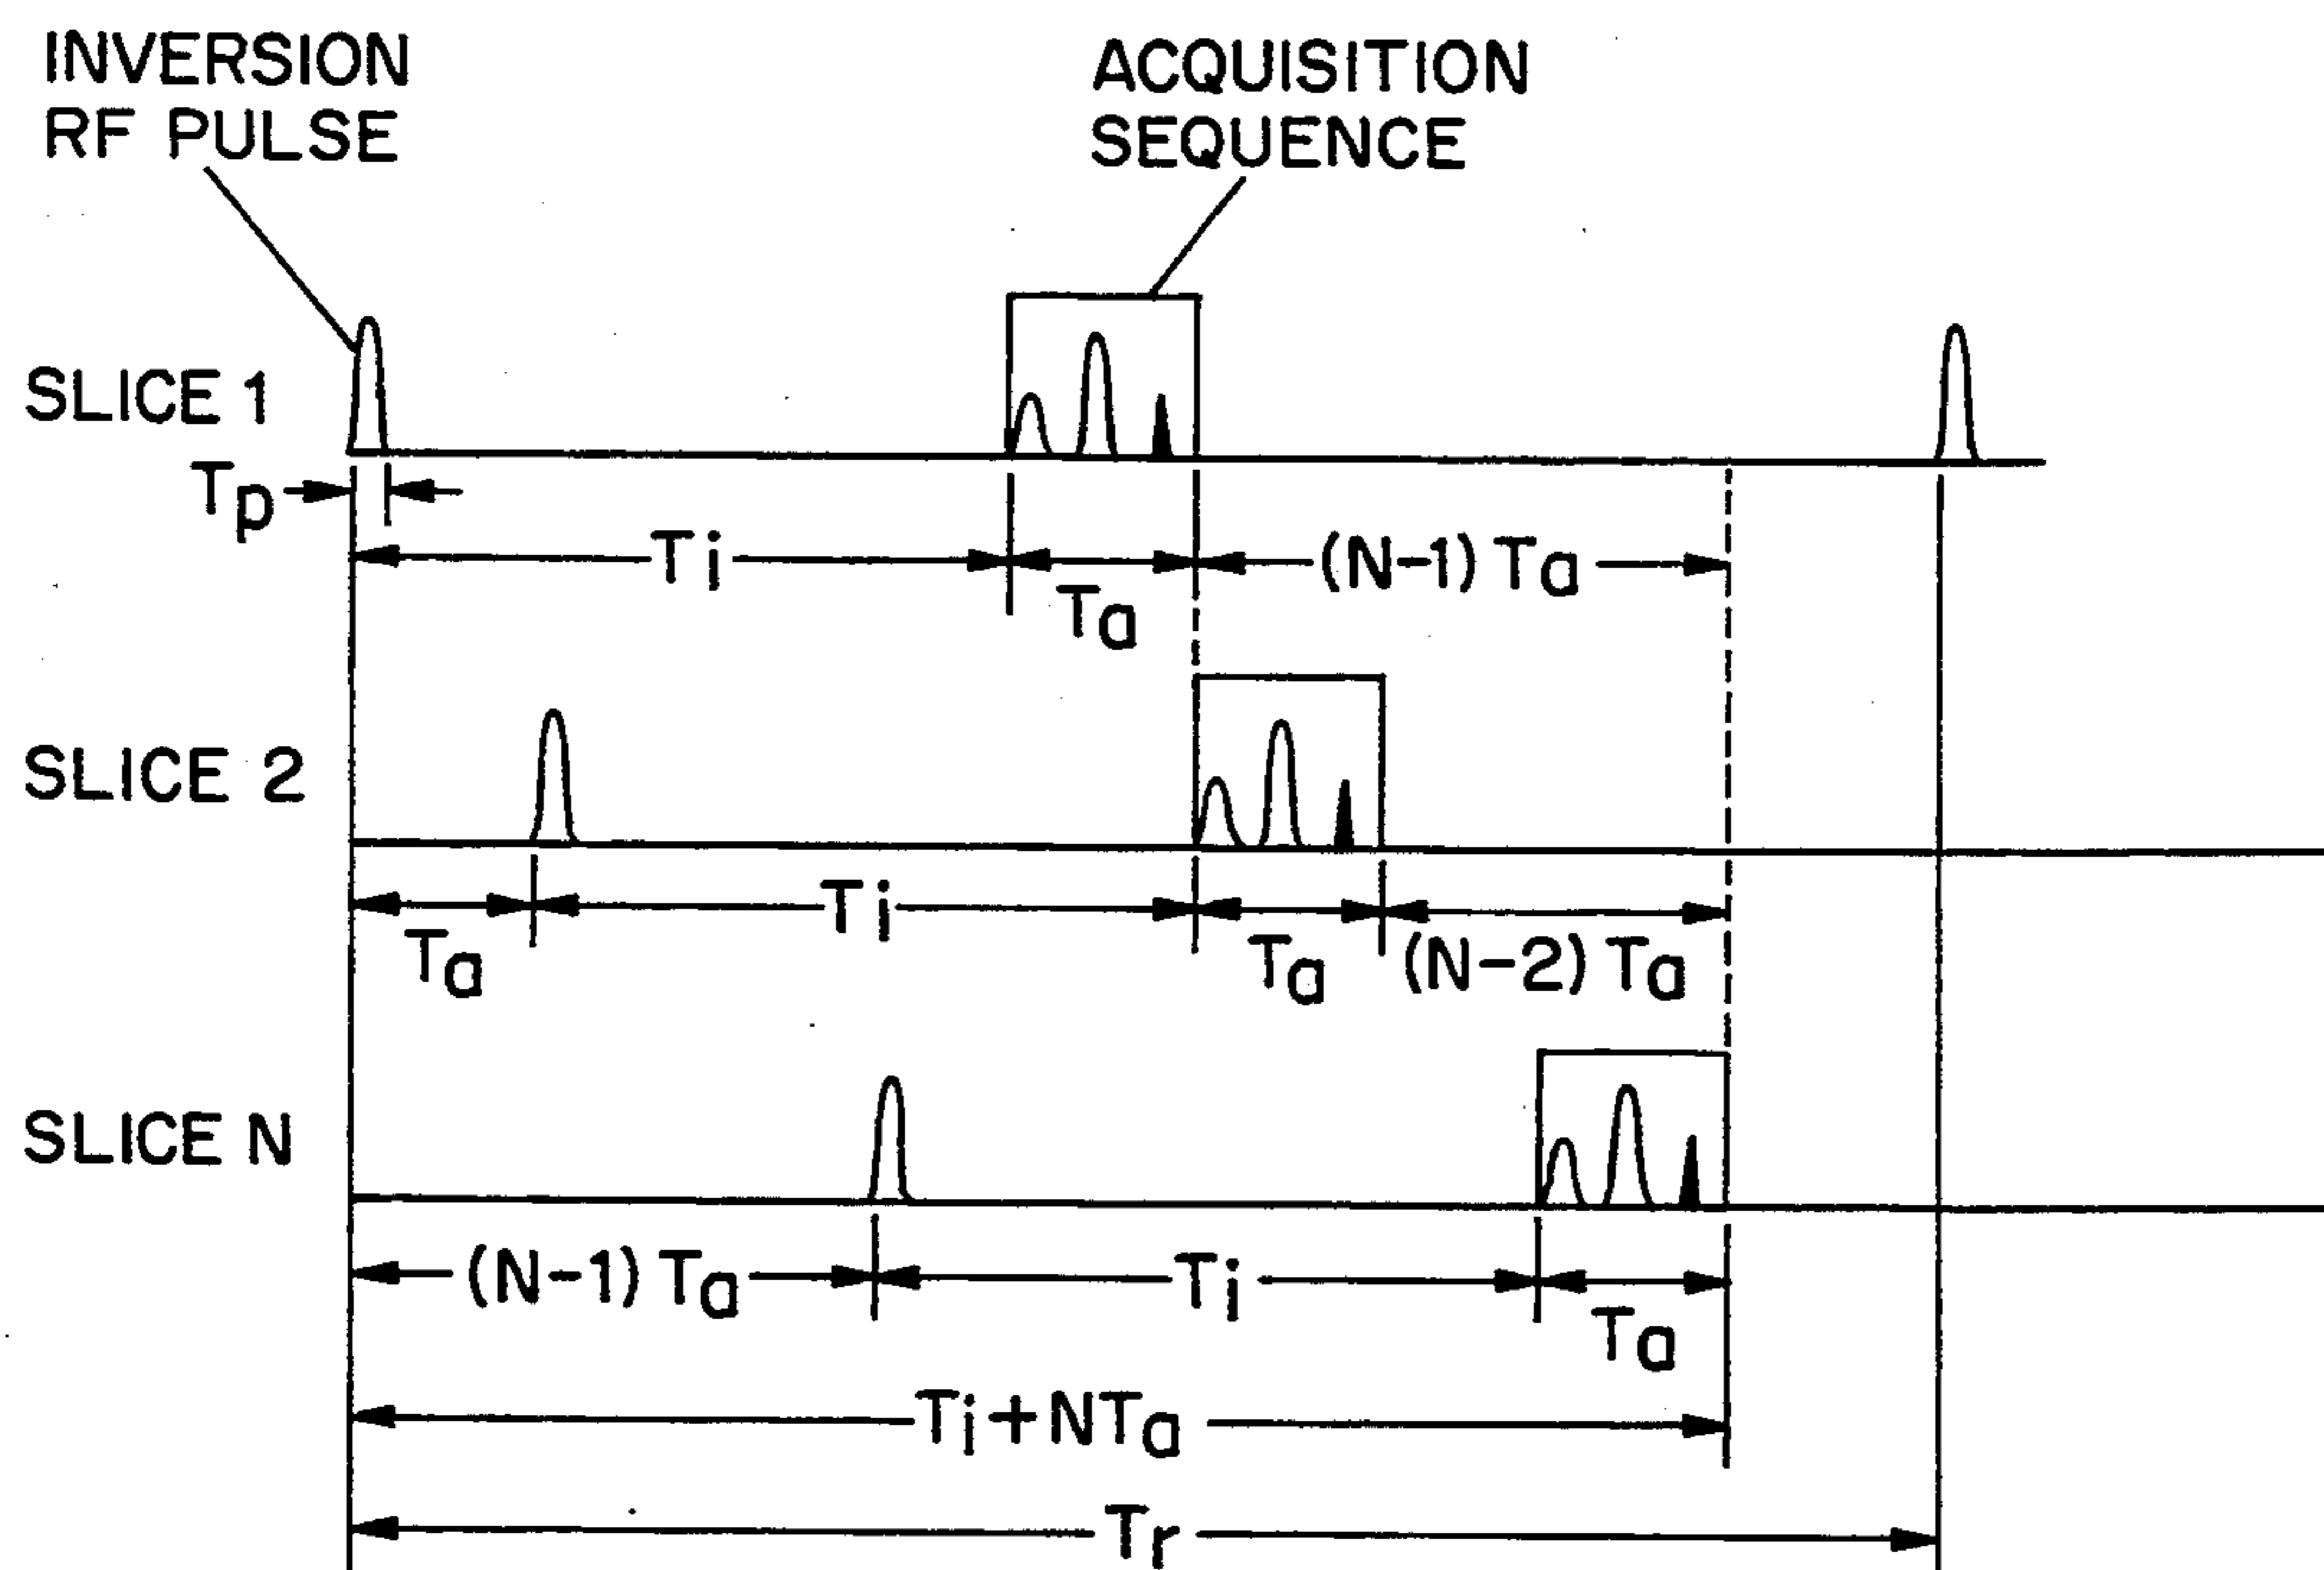 INVERSION
RF PULSE
ACQUISITION
SEQUENCE
SLICE 1
Tp
Ti
Ta
(N-1) Ta
SLICE 2
Ta
Ti
Ta
(N-2) Ta
SLICE N
(N-1) Ta
Ti
Ta
Ti+NTa
Tr